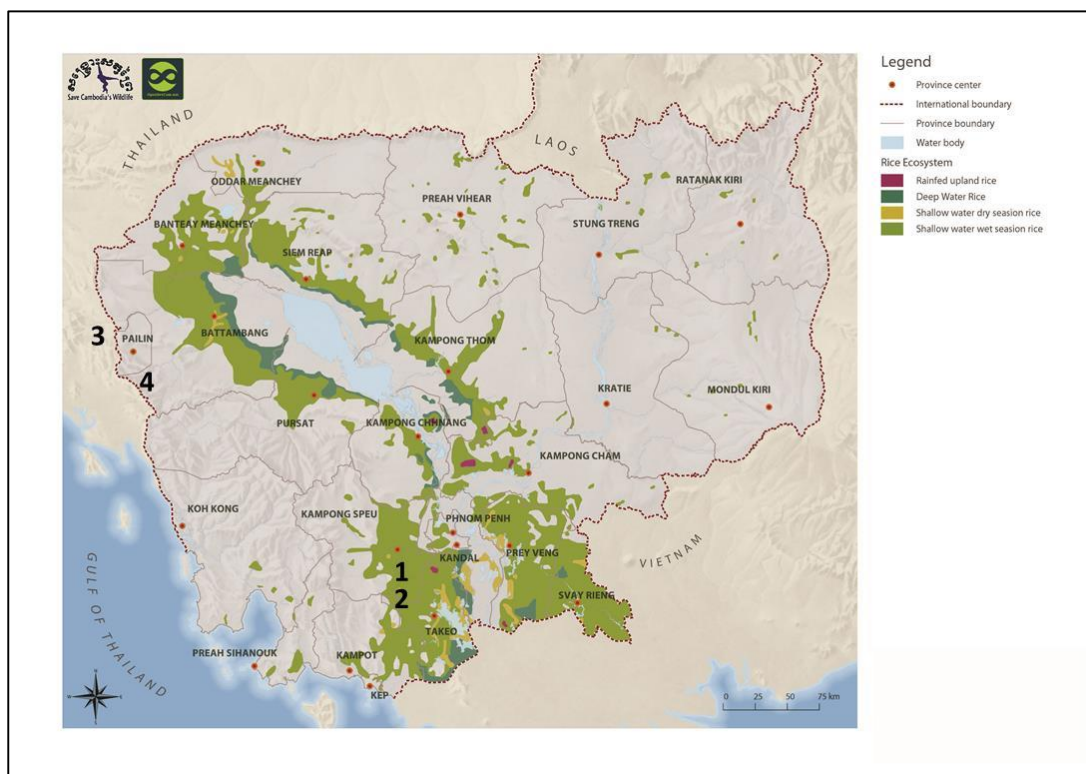 Save Cambodia's Wildlife
THAILAND
LAOS
ODDAR MEANCHEY
RATANAK KIRI
PREAH VIHEAR
BANTEAY MEANCHEY
STUNG TRENG
SIEM REAP
3
PAILIN
BATTAMBANG
KAMPONG THOM
4
KRATIE
MONDUL KIRI
PURSAT
KAMPONG CHHNANG
KAMPONG CHAM
KOH KONG
KAMPONG SPEU
PHNOM PENH
KANDAL
PREY VENG
VIETNAM
1
2
SVAY RIENG
TAKEO
GULF OF THAILAND
PREAH SIHANOUK
KAMPOT
KEP
0 25 50 75 km
Legend
Province center
International boundary
Province boundary
Water body
Rice Ecosystem
Rainfed upland rice
Deep Water Rice
Shallow water dry seasion rice
Shallow water wet seasion rice